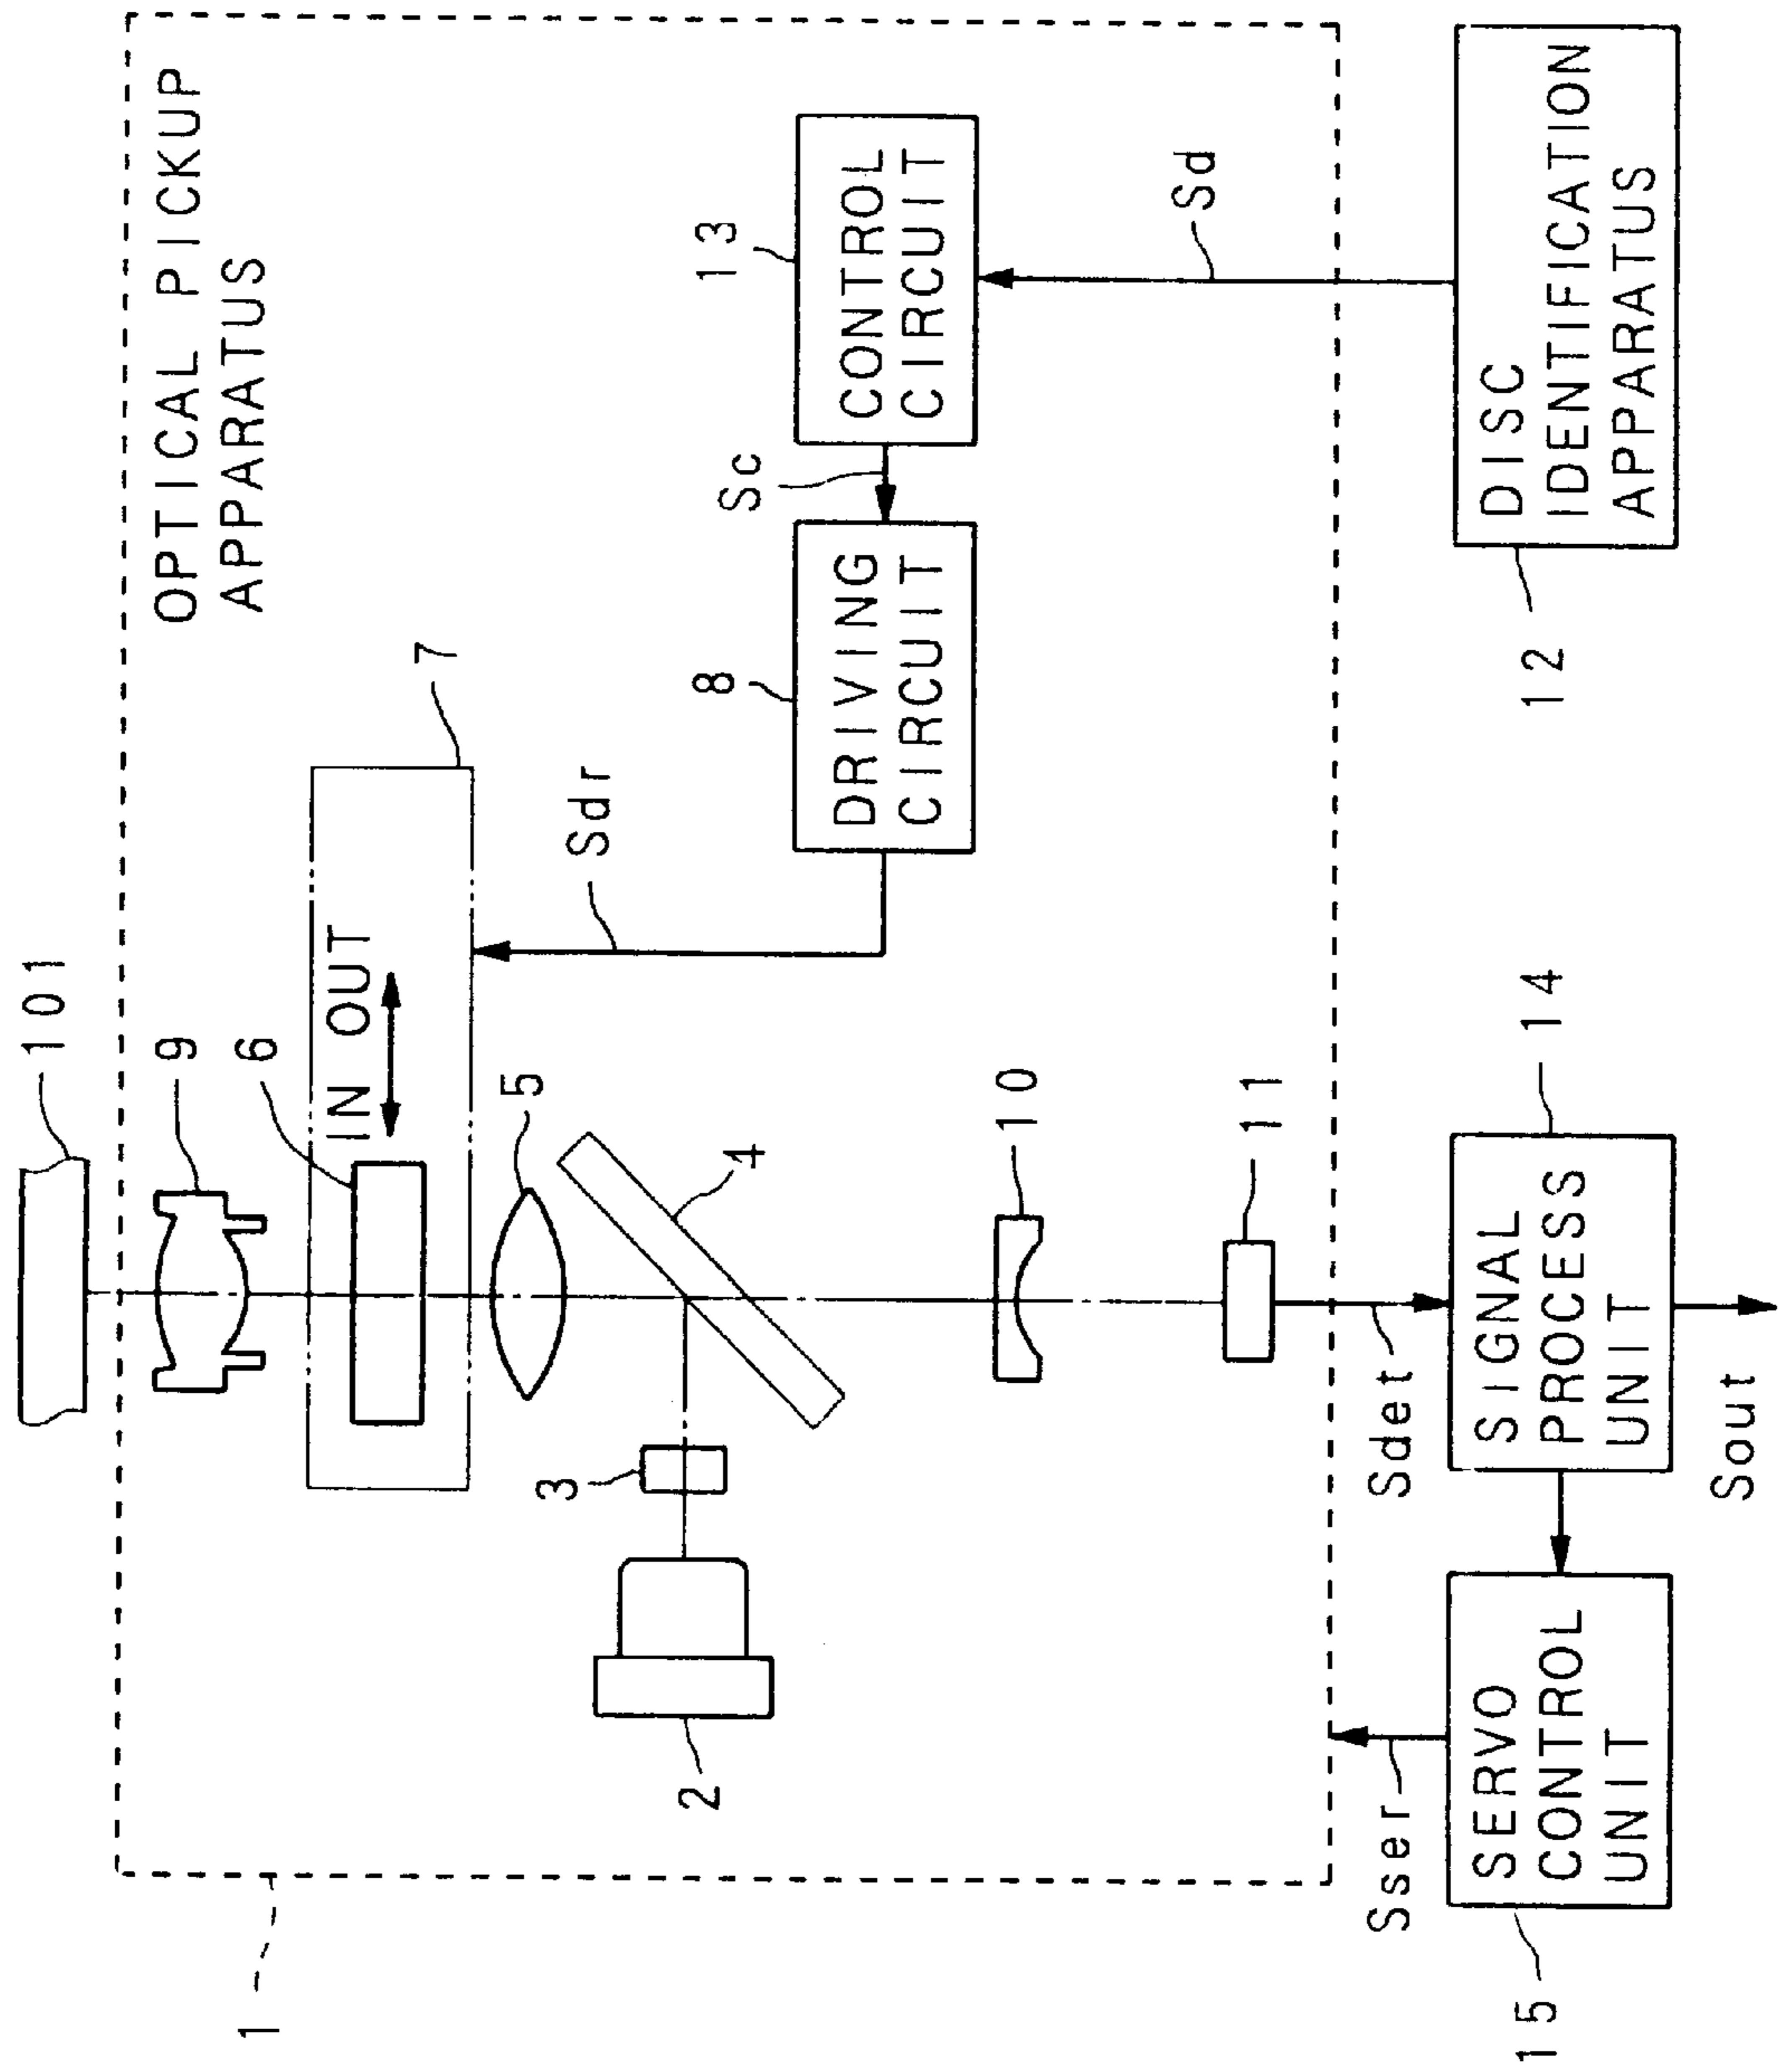 OPTICAL PICKUP
APPARATUS
1
101
9
6
IN OUT
7
5
4
3
2
10
11
Sdr
8
DRIVING
CIRCUIT
Sc
13
CONTROL
CIRCUIT
Sd
12
DISC
IDENTIFICATION
APPARATUS
Sdet
14
SIGNAL
PROCESS
UNIT
Sout
Sser
15
SERVO
CONTROL
UNIT